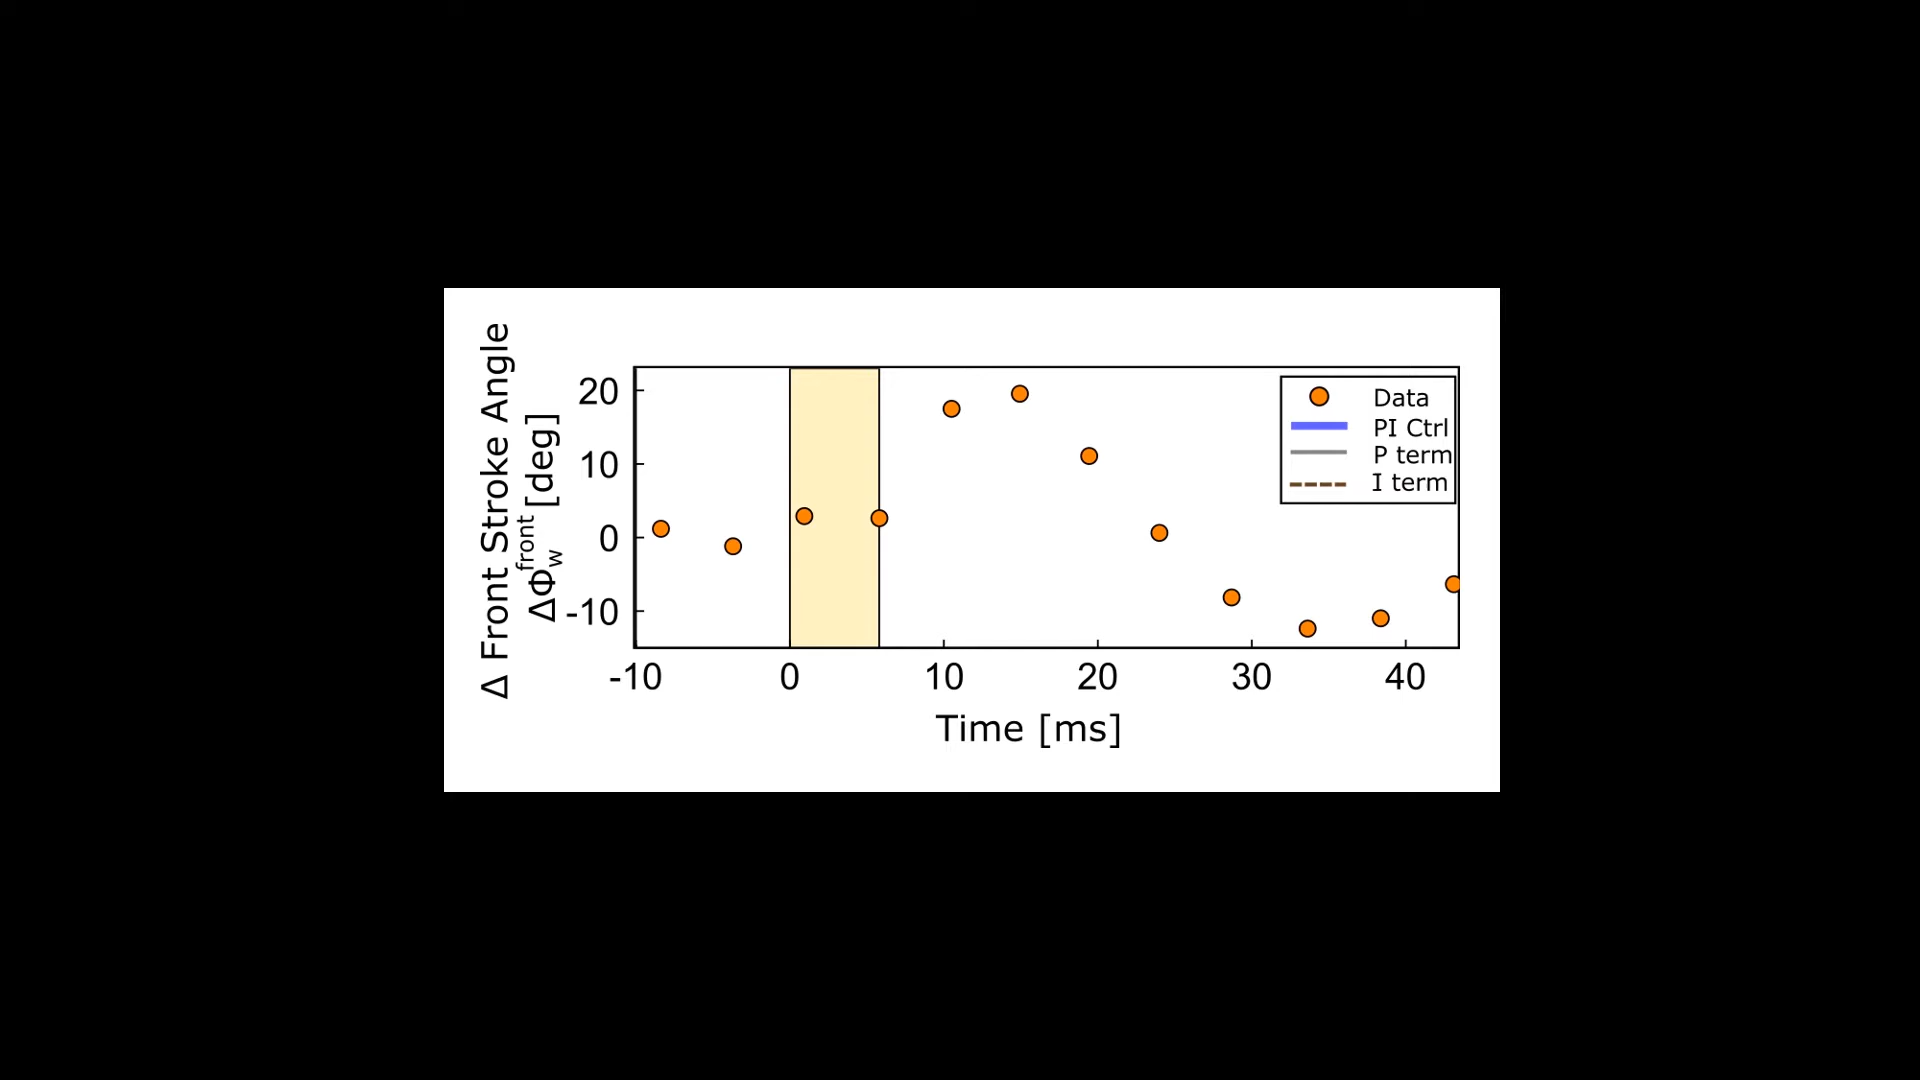 Δ Front Stroke Angle
ΔΦ_w^front [deg]
20
10
0
-10
-10 0 10 20 30 40
Time [ms]
Data
PI Ctrl
P term
I term